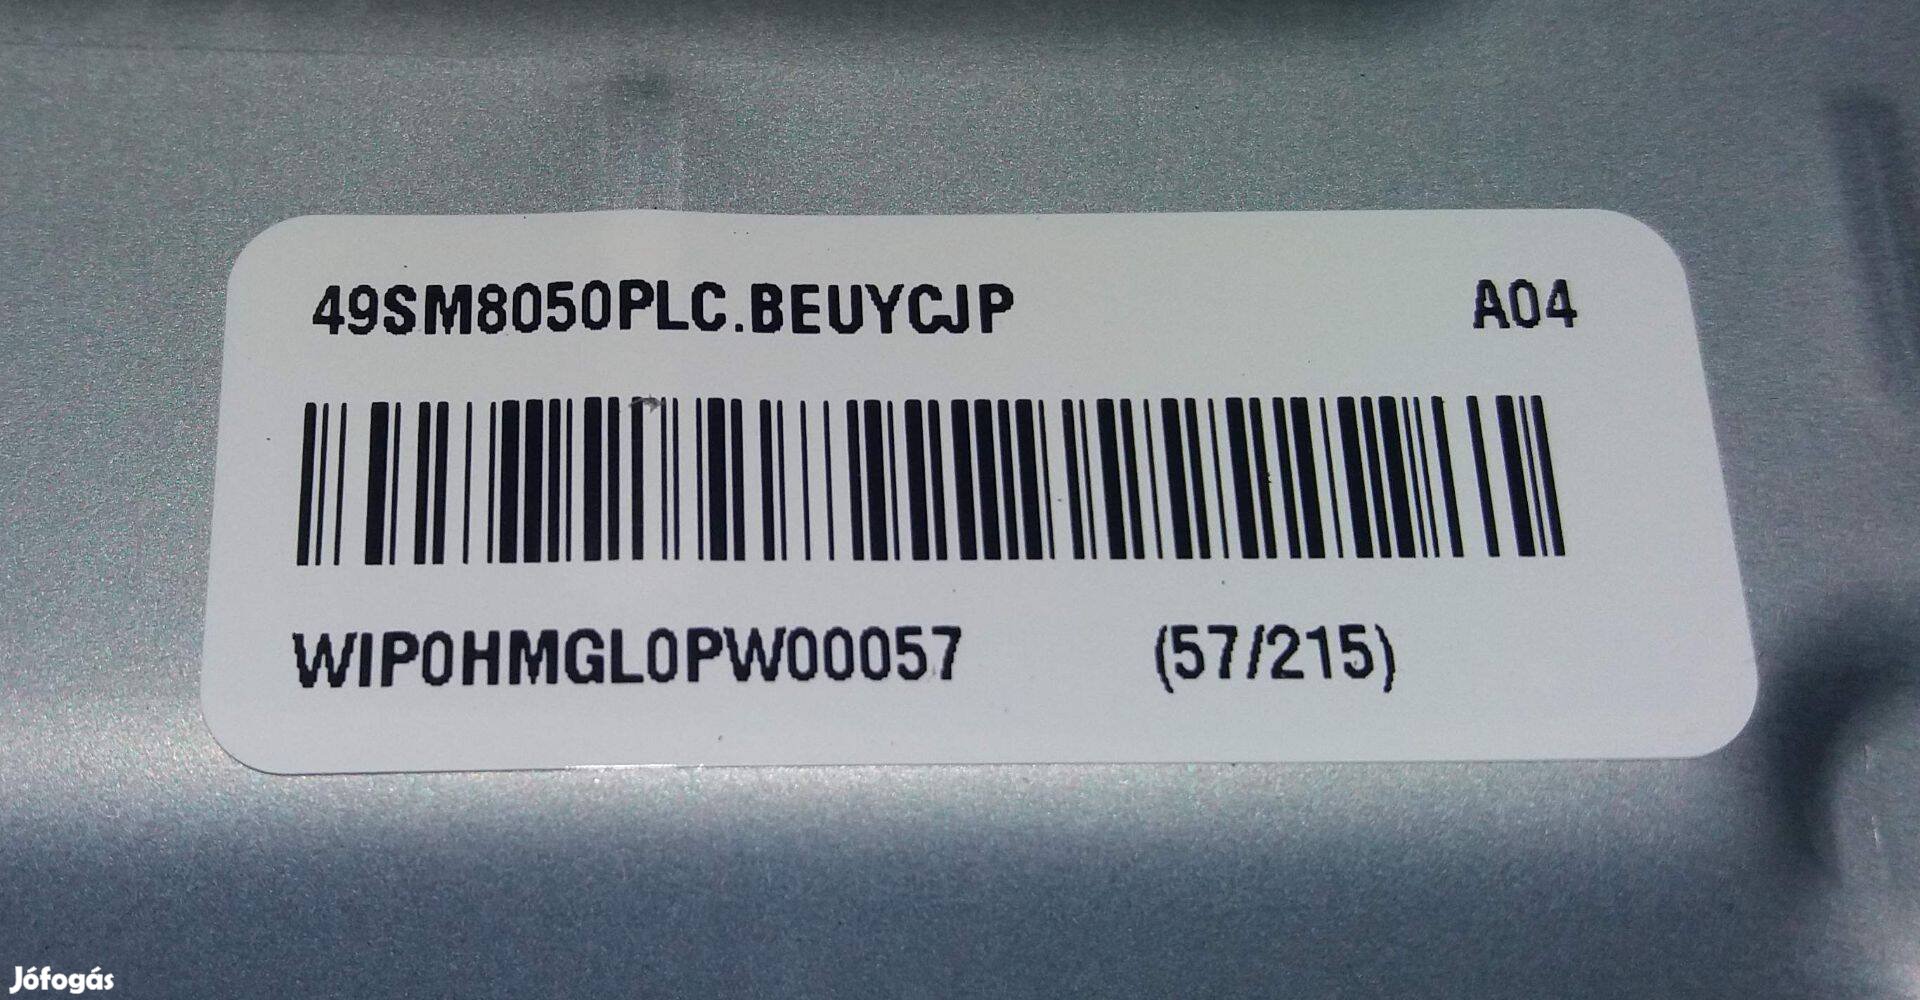 49SM8050PLC.BEUYCJP A04
WIP0HMGL0PW00057 (57/215)
Jófogás